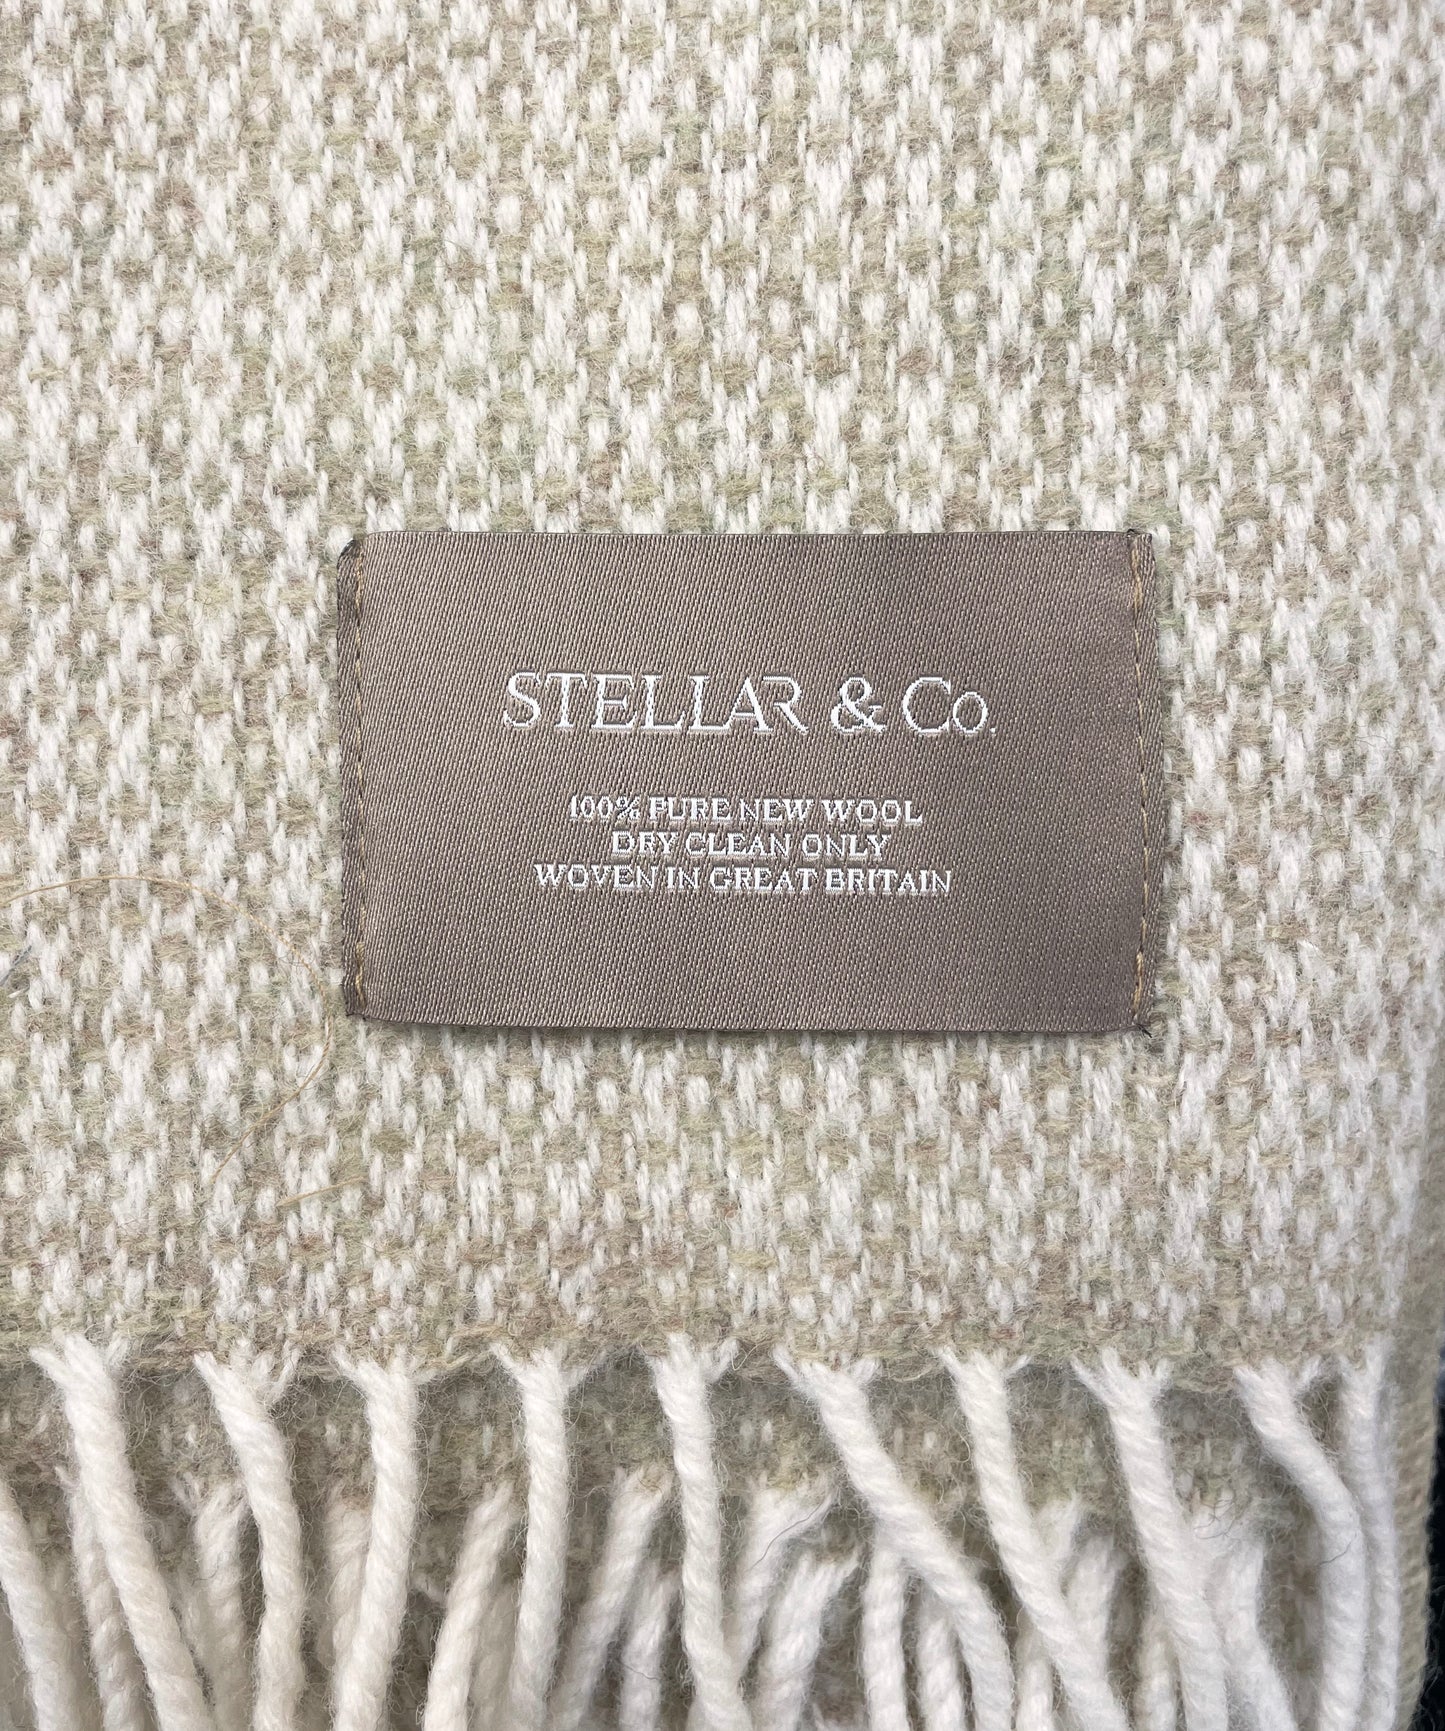 STELLAR & Co.
100% PURE NEW WOOL
DRY CLEAN ONLY
WOVEN IN GREAT BRITAIN